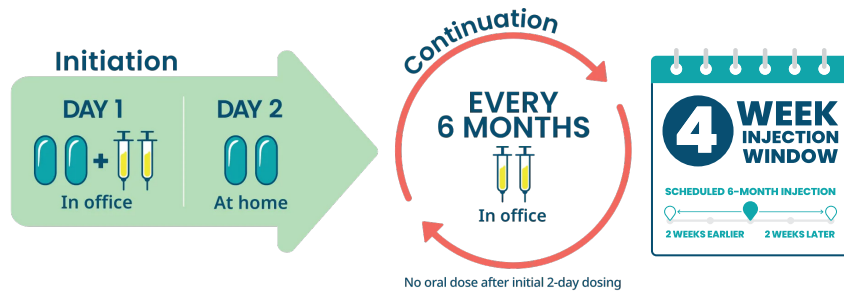 Initiation
DAY 1
+
In office
DAY 2
At home
Continuation
EVERY
6 MONTHS
In office
No oral dose after initial 2-day dosing
4
WEEK
INJECTION
WINDOW
SCHEDULED 6-MONTH INJECTION
2 WEEKS EARLIER 2 WEEKS LATER